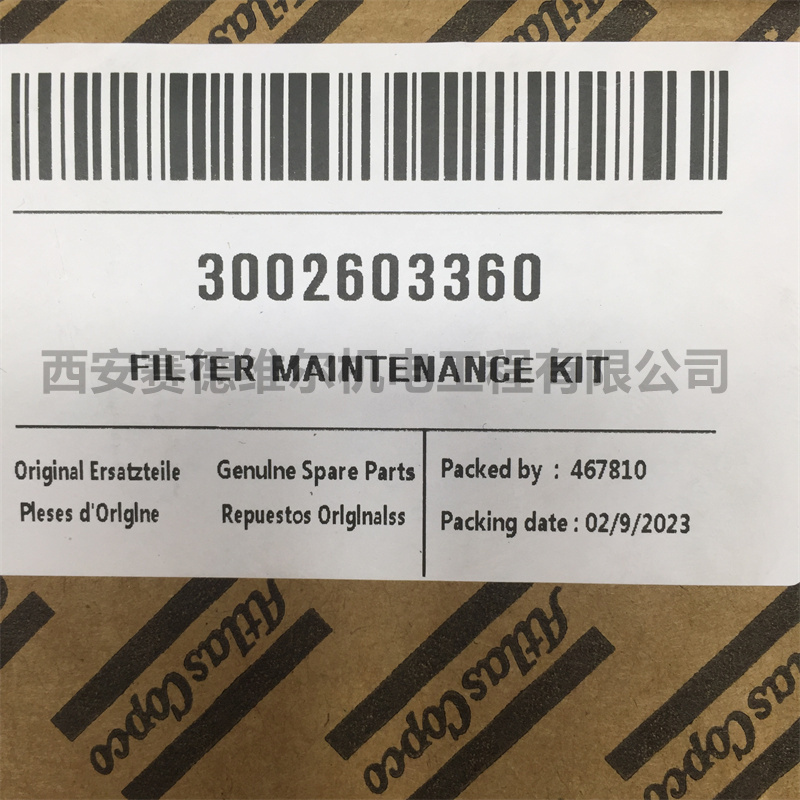 Atlas Copco
3002603360
FILTER MAINTENANCE KIT
西安赛德维尔机电工程有限公司
Original Ersatzteile
Genulne Spare Parts
Pleses d'Orlglne
Repuestos Orlglnalss
Packed by : 467810
Packing date : 02/9/2023
Atlas Copco
Atlas Copco
Atlas Copco